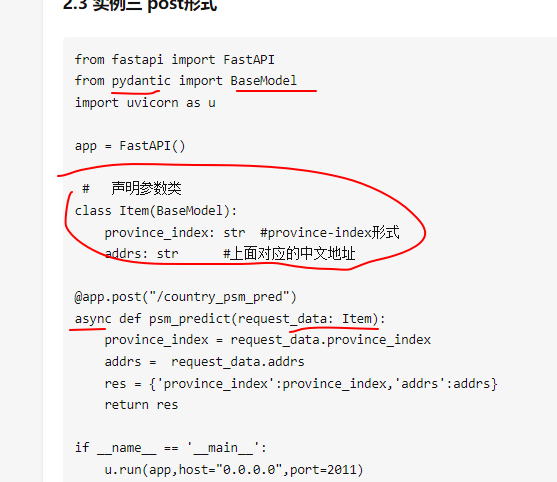 2.3 实例三 post形式
from fastapi import FastAPI
from pydantic import BaseModel
import uvicorn as u
app = FastAPI()
# 声明参数类
class Item(BaseModel):
province_index: str #province-index形式
addrs: str #上面对应的中文地址
@app.post("/country_psm_pred")
async def psm_predict(request_data: Item):
province_index = request_data.province_index
addrs = request_data.addrs
res = {'province_index':province_index,'addrs':addrs}
return res
if __name__ == '__main__':
u.run(app,host="0.0.0.0",port=2011)